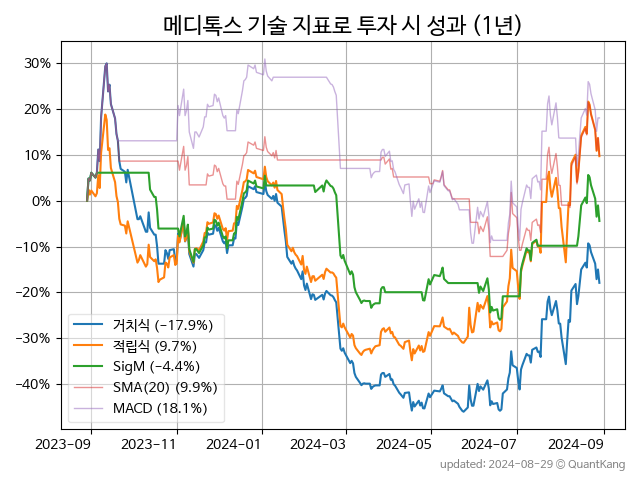 메디톡스 기술 지표로 투자 시 성과 (1년)
30%
20%
10%
0%
−10%
−20%
−30%
−40%
거치식 (−17.9%)
적립식 (9.7%)
SigM (−4.4%)
SMA(20) (9.9%)
MACD (18.1%)
2023-09
2023-11
2024-01
2024-03
2024-05
2024-07
2024-09
updated: 2024-08-29 © QuantKang